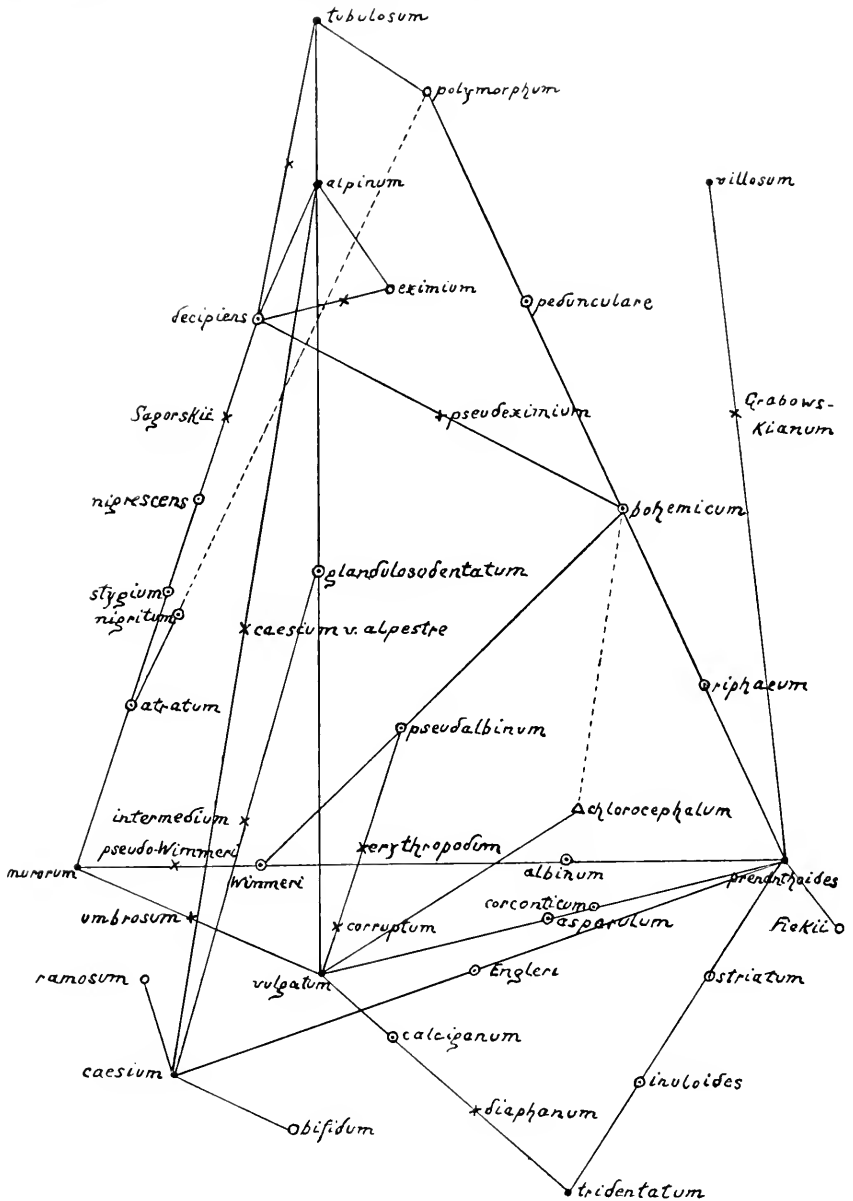 tubulosum
polymorphum
alpinum
villosum
eximium
decipiens
pedunculare
Sagorskii
pseudeximium
Grabows-
kianum
nigrescens
bohemicum
glandulosodentatum
stygium
nigritum
caesium v. alpestre
atratum
riphaeum
pseudalbinum
intermedium
chlorocephalum
pseudo-Wimmeri
erythropodum
murorum
Wimmeri
albinum
prenanthoides
corconticum
umbrosum
corruptum
asperulum
Fiekii
ramosum
vulgatum
Engleri
striatum
calcigenum
caesium
inuloides
diaphanum
bifidum
tridentatum